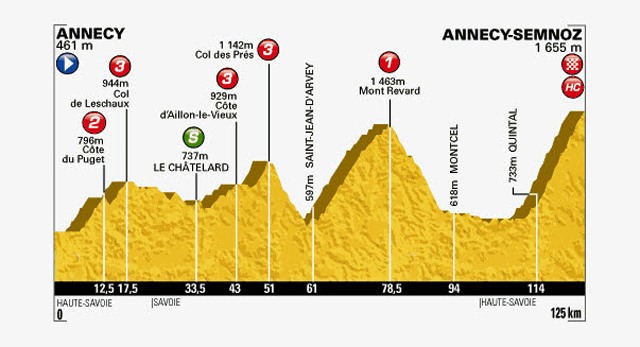 ANNECY
461 m
ANNECY-SEMNOZ
1 655 m
HC
2
796m
Côte
du Puget
3
944m
Col
de Leschaux
S
737m
LE CHÂTELARD
3
929m
Côte
d'Aillon-le-Vieux
3
1 142m
Col des Prés
597m SAINT-JEAN-D'ARVEY
1
1 463m
Mont Revard
618m MONTCEL
733m QUINTAL
12,5 17,5 33,5 43 51 61 78,5 94 114
HAUTE-SAVOIE SAVOIE HAUTE-SAVOIE
0 125 km